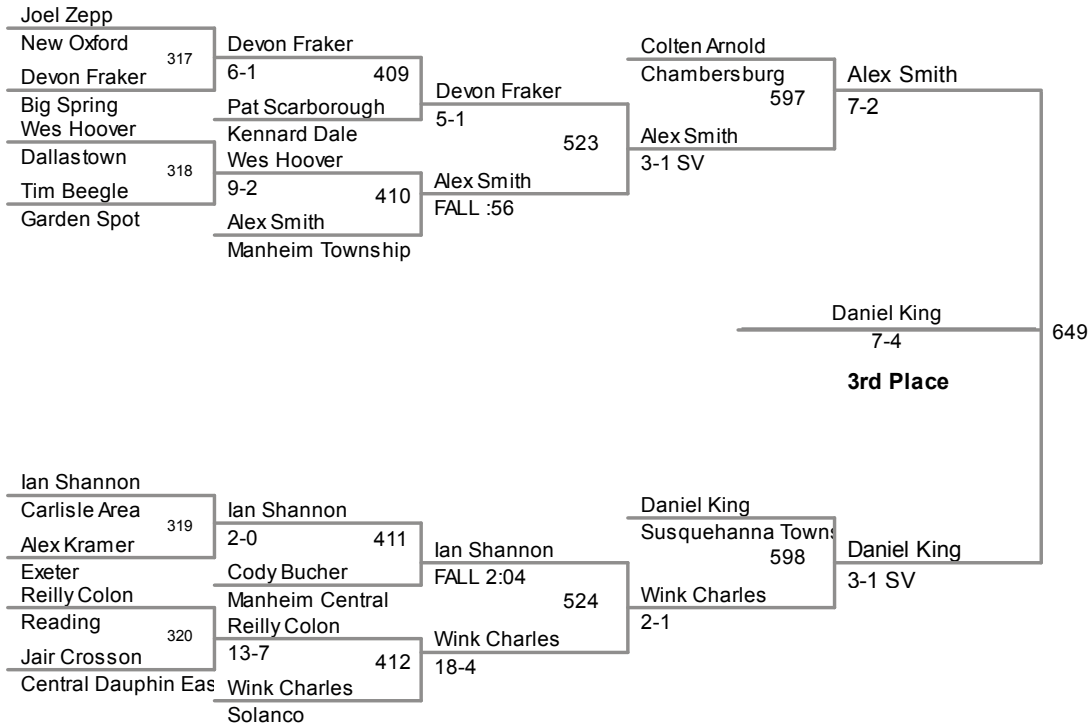 Joel Zepp
New Oxford
317
Devon Fraker
Big Spring
Wes Hoover
Dallastown
318
Tim Beegle
Garden Spot
Devon Fraker
6-1
409
Pat Scarborough
Kennard Dale
Wes Hoover
9-2
410
Alex Smith
Manheim Township
Devon Fraker
5-1
523
Alex Smith
FALL :56
Colten Arnold
Chambersburg
597
Alex Smith
3-1 SV
Alex Smith
7-2
Daniel King
7-4
649
3rd Place
Ian Shannon
Carlisle Area
319
Alex Kramer
Exeter
Reilly Colon
Reading
320
Jair Crosson
Central Dauphin Eas
Ian Shannon
2-0
411
Cody Bucher
Manheim Central
Reilly Colon
13-7
412
Wink Charles
Solanco
Ian Shannon
FALL 2:04
524
Wink Charles
18-4
Daniel King
Susquehanna Towns
598
Wink Charles
2-1
Daniel King
3-1 SV